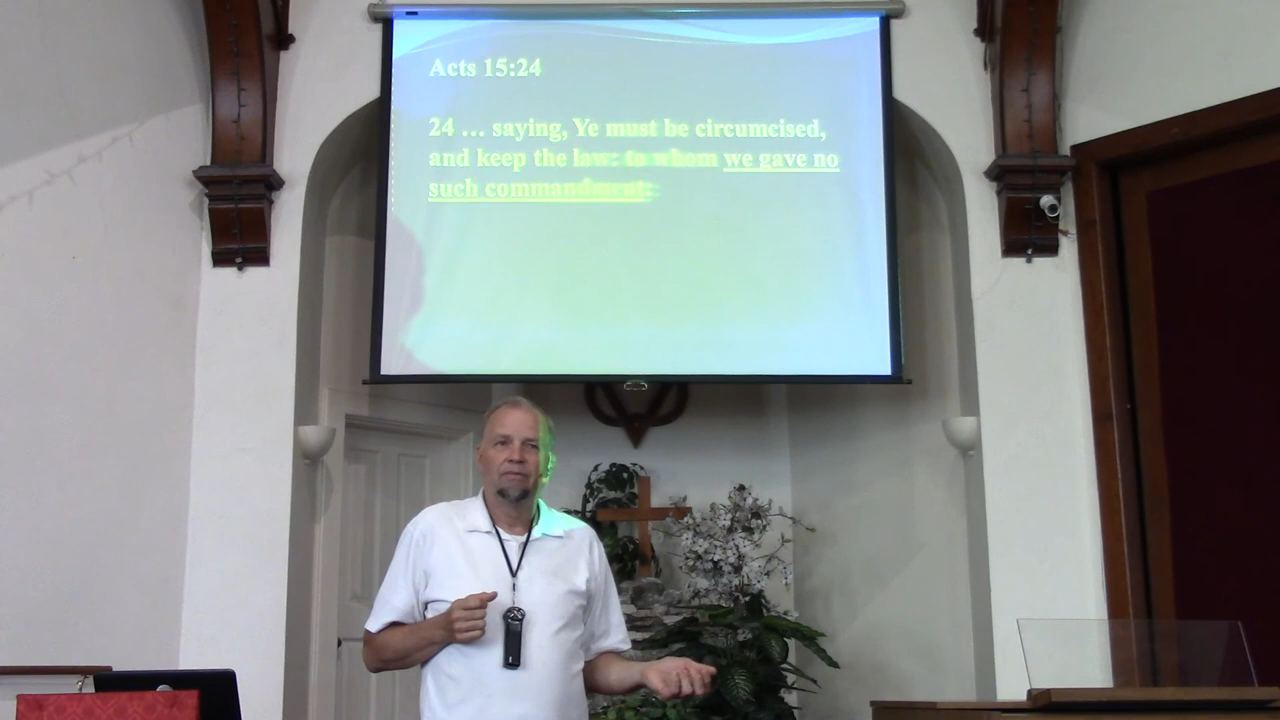 Acts 15:24
24 ... saying, Ye must be circumcised,
and keep the law: to whom we gave no
such commandment: